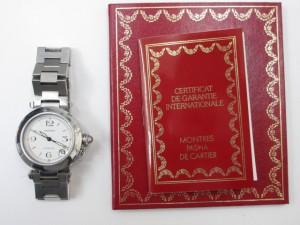 CERTIFICAT
DE GARANTIE
INTERNATIONALE
MONTRES
PASHA
DE CARTIER